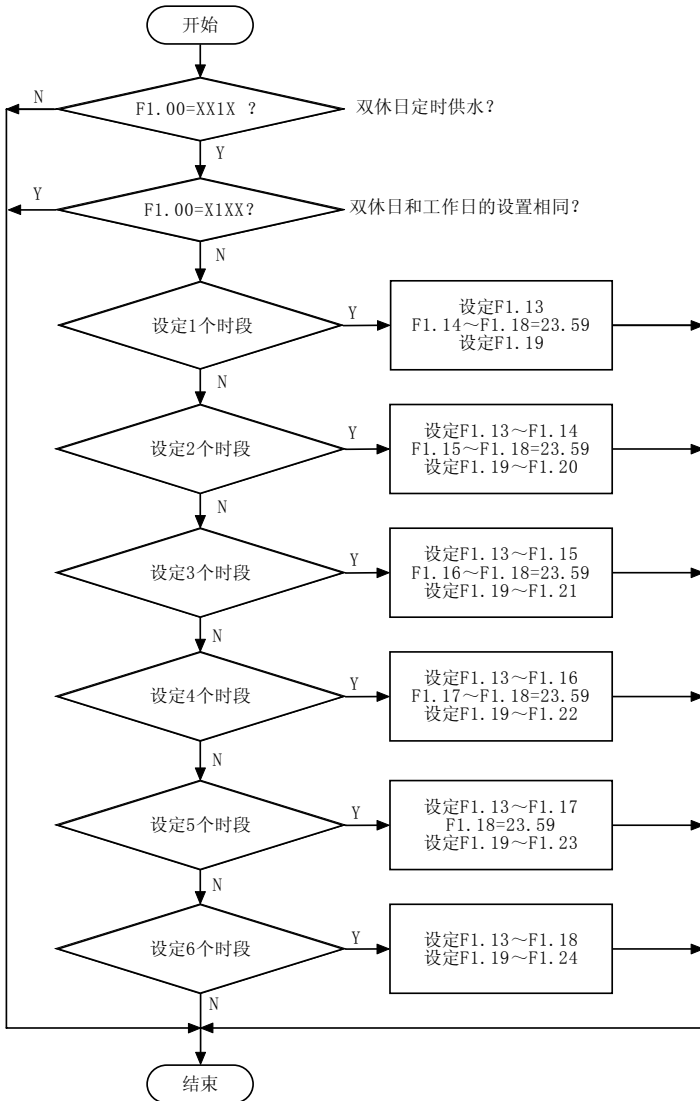 开始
N
F1.00=XX1X ？
双休日定时供水？
Y
Y
F1.00=X1XX？
双休日和工作日的设置相同？
N
设定1个时段
Y
设定F1.13
F1.14～F1.18=23.59
设定F1.19
N
设定2个时段
Y
设定F1.13～F1.14
F1.15～F1.18=23.59
设定F1.19～F1.20
N
设定3个时段
Y
设定F1.13～F1.15
F1.16～F1.18=23.59
设定F1.19～F1.21
N
设定4个时段
Y
设定F1.13～F1.16
F1.17～F1.18=23.59
设定F1.19～F1.22
N
设定5个时段
Y
设定F1.13～F1.17
F1.18=23.59
设定F1.19～F1.23
N
设定6个时段
Y
设定F1.13～F1.18
设定F1.19～F1.24
N
结束